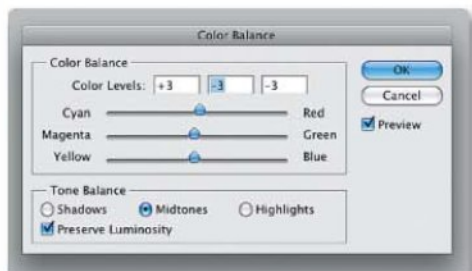 Color Balance
Color Balance
Color Levels: +3 -3 -3
Cyan Red
Magenta Green
Yellow Blue
Tone Balance
Shadows Midtones Highlights
Preserve Luminosity
OK
Cancel
Preview